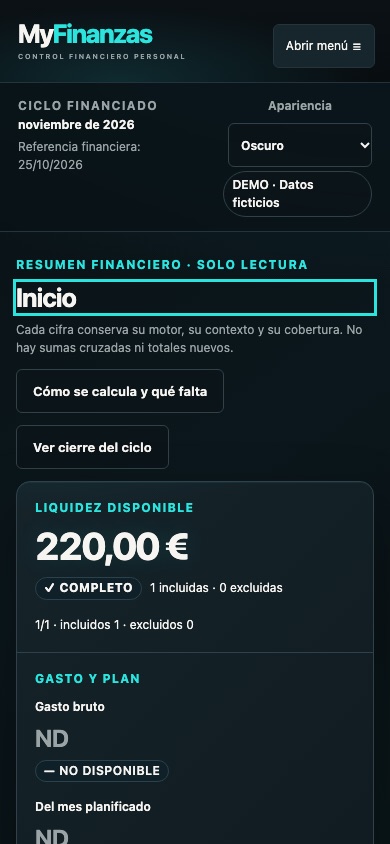 MyFinanzas
CONTROL FINANCIERO PERSONAL
Abrir menú ≡
CICLO FINANCIADO
noviembre de 2026
Referencia financiera:
25/10/2026
Apariencia
Oscuro
DEMO · Datos
ficticios
RESUMEN FINANCIERO · SOLO LECTURA
Inicio
Cada cifra conserva su motor, su contexto y su cobertura. No
hay sumas cruzadas ni totales nuevos.
Cómo se calcula y qué falta
Ver cierre del ciclo
LIQUIDEZ DISPONIBLE
220,00 €
✓ COMPLETO 1 incluidas · 0 excluidas
1/1 · incluidos 1 · excluidos 0
GASTO Y PLAN
Gasto bruto
ND
— NO DISPONIBLE
Del mes planificado
ND